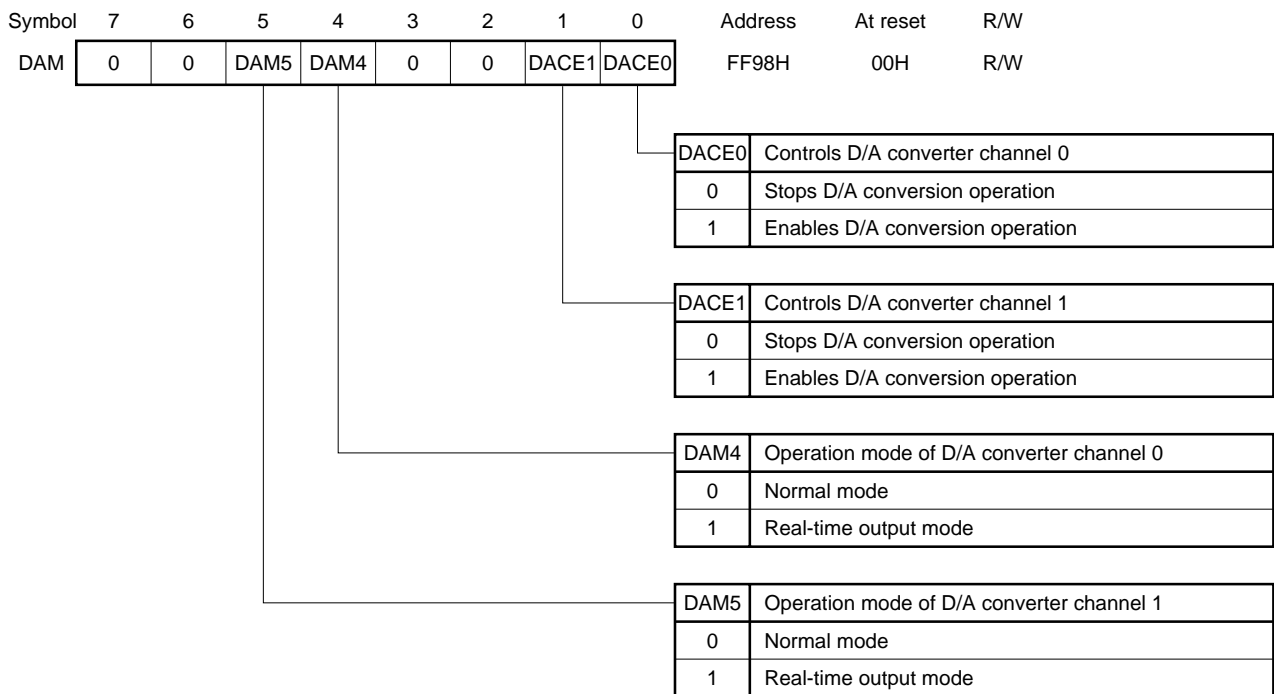 Symbol 7 6 5 4 3 2 1 0 Address At reset R/W
DAM 0 0 DAM5 DAM4 0 0 DACE1 DACE0 FF98H 00H R/W
DACE0 Controls D/A converter channel 0
0 Stops D/A conversion operation
1 Enables D/A conversion operation
DACE1 Controls D/A converter channel 1
0 Stops D/A conversion operation
1 Enables D/A conversion operation
DAM4 Operation mode of D/A converter channel 0
0 Normal mode
1 Real-time output mode
DAM5 Operation mode of D/A converter channel 1
0 Normal mode
1 Real-time output mode